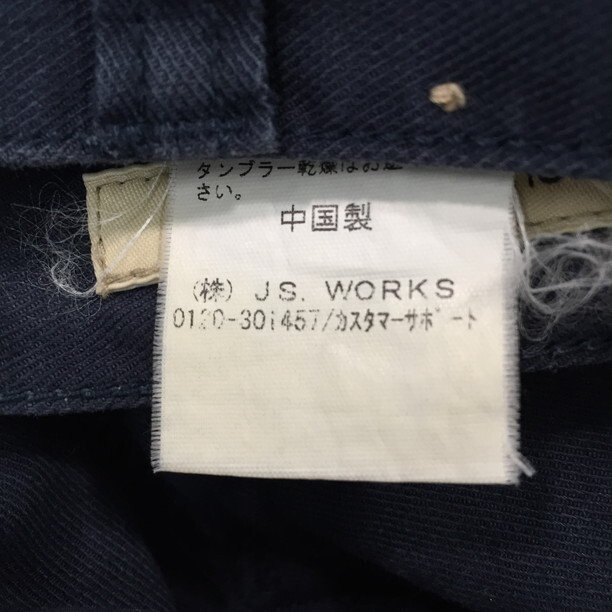 タンブラー乾燥はお避
さい。
中国製
(株) J.S. WORKS
0120-301457/カスタマーサポート